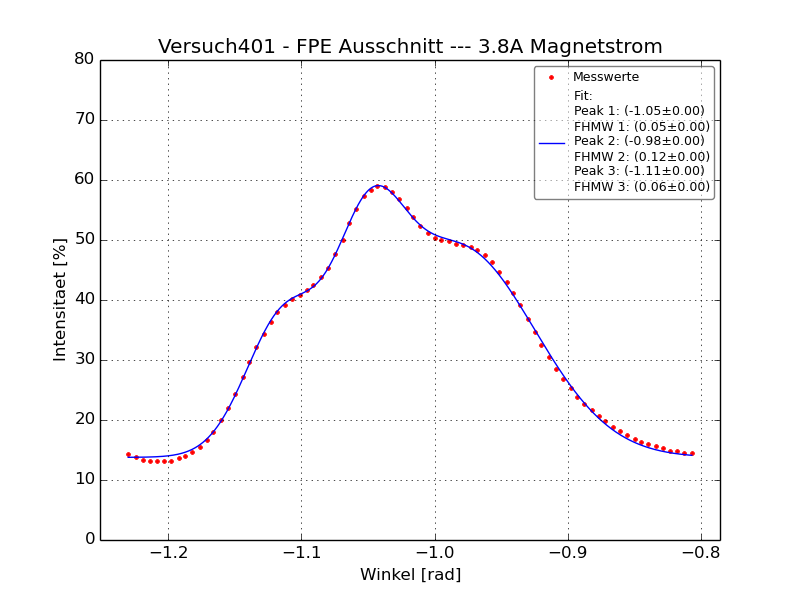 Versuch401 - FPE Ausschnitt --- 3.8A Magnetstrom
80
70
60
50
40
30
20
10
0
Intensitaet [%]
Messwerte
Fit:
Peak 1: (-1.05±0.00)
FHMW 1: (0.05±0.00)
Peak 2: (-0.98±0.00)
FHMW 2: (0.12±0.00)
Peak 3: (-1.11±0.00)
FHMW 3: (0.06±0.00)
−1.2
−1.1
−1.0
−0.9
−0.8
Winkel [rad]